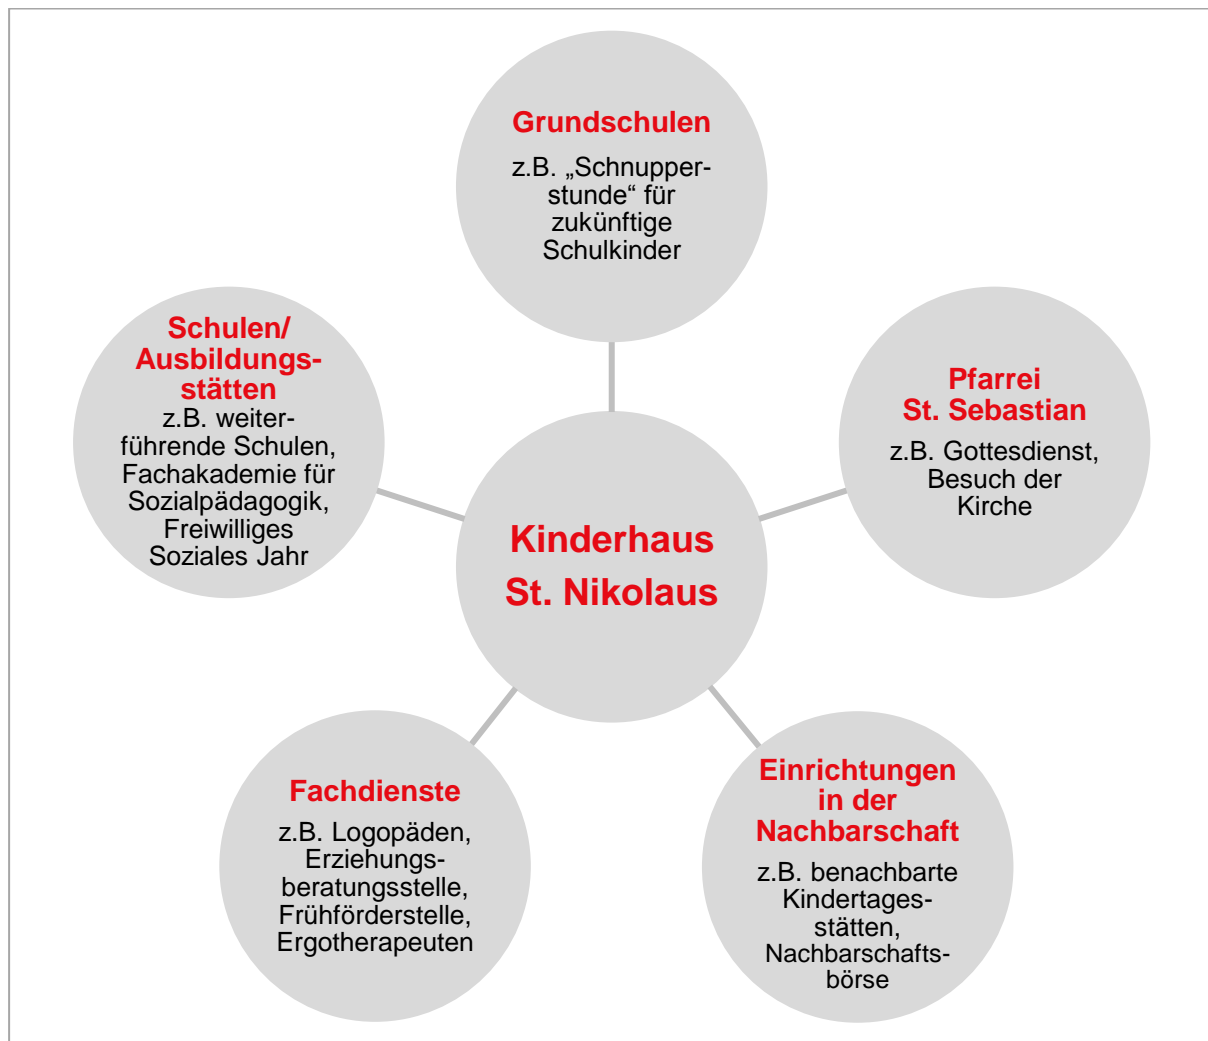 Grundschulen
z.B. „Schnupper-
stunde“ für
zukünftige
Schulkinder
Schulen/
Ausbildungs-
stätten
z.B. weiter-
führende Schulen,
Fachakademie für
Sozialpädagogik,
Freiwilliges
Soziales Jahr
Pfarrei
St. Sebastian
z.B. Gottesdienst,
Besuch der
Kirche
Kinderhaus
St. Nikolaus
Fachdienste
z.B. Logopäden,
Erziehungs-
beratungsstelle,
Frühförderstelle,
Ergotherapeuten
Einrichtungen
in der
Nachbarschaft
z.B. benachbarte
Kindertages-
stätten,
Nachbarschafts-
börse